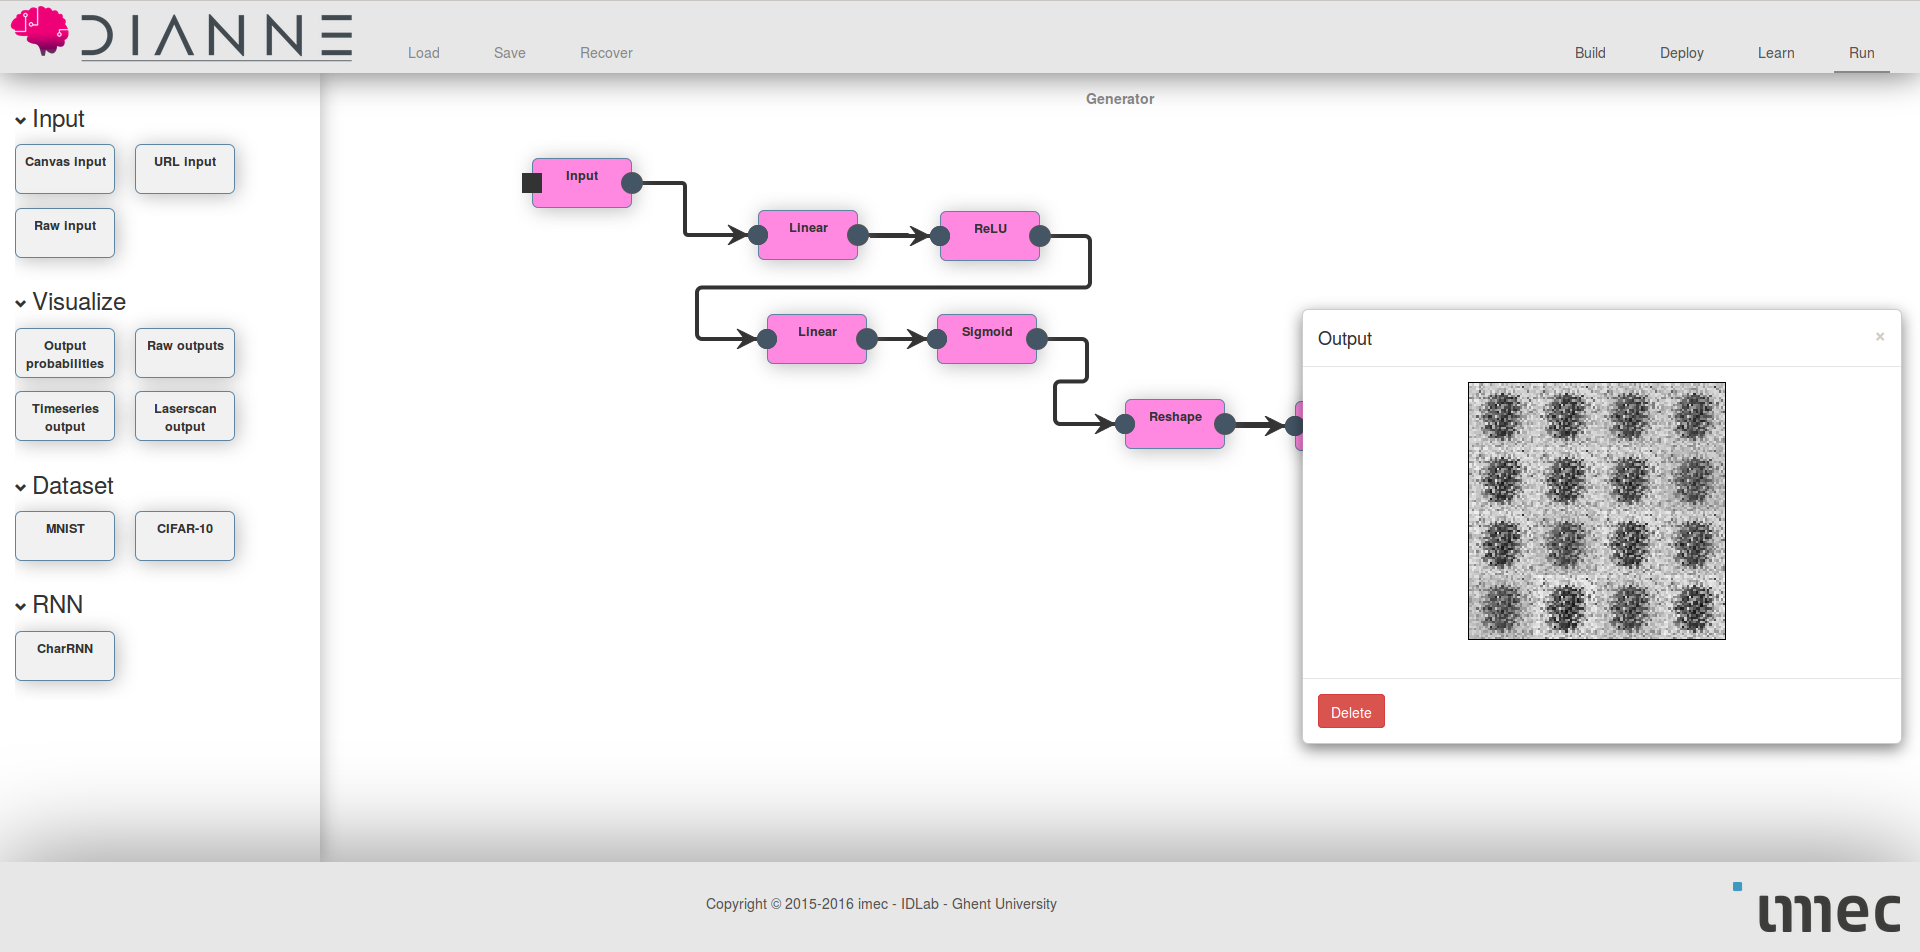 DIANNE
Load Save Recover Build Deploy Learn Run
Generator
Input
Canvas input
URL input
Raw input
Visualize
Output probabilities
Raw outputs
Timeseries output
Laserscan output
Dataset
MNIST
CIFAR-10
RNN
CharRNN
Input
Linear
ReLU
Linear
Sigmoid
Reshape
Output
×
Delete
Copyright © 2015-2016 imec - IDLab - Ghent University
imec